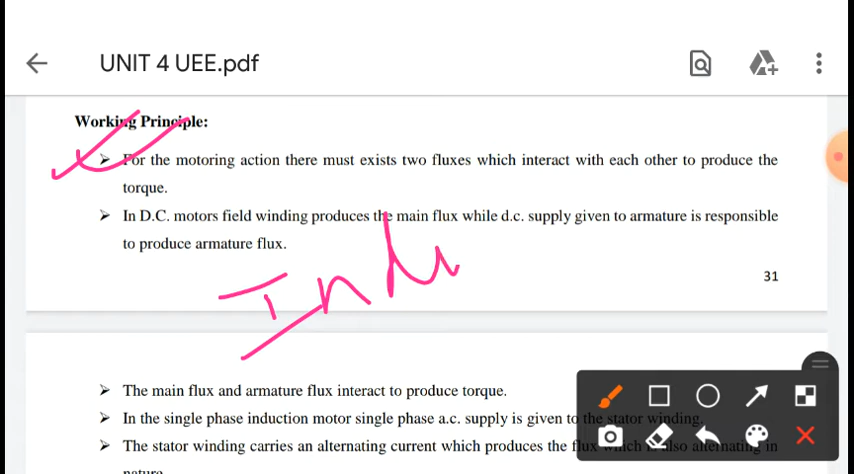 UNIT 4 UEE.pdf
Working Principle:
➢ For the motoring action there must exists two fluxes which interact with each other to produce the
torque.
➢ In D.C. motors field winding produces the main flux while d.c. supply given to armature is responsible
to produce armature flux.
Indu
31
➢ The main flux and armature flux interact to produce torque.
➢ In the single phase induction motor single phase a.c. supply is given to the stator winding.
➢ The stator winding carries an alternating current which produces the flux which is also alternating in
nature